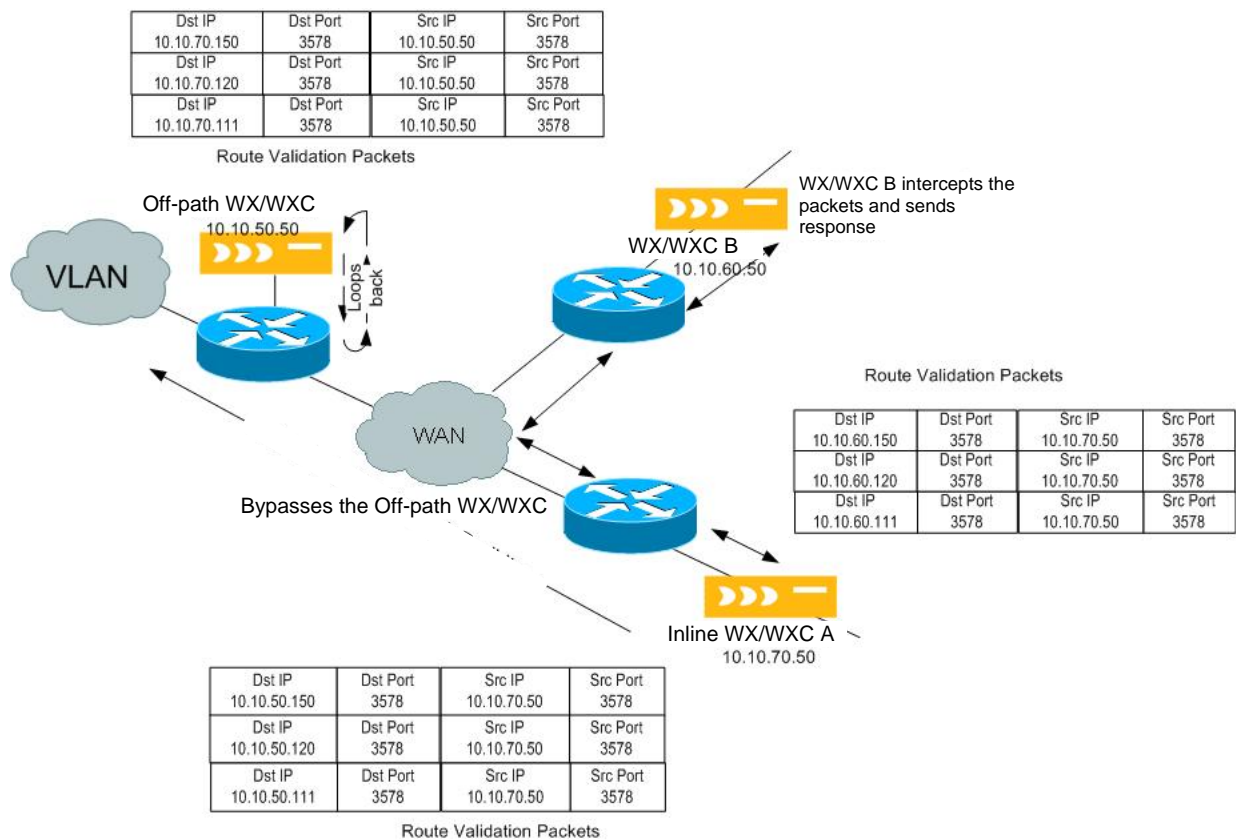 Dst IP Dst Port Src IP Src Port
10.10.70.150 3578 10.10.50.50 3578
Dst IP Dst Port Src IP Src Port
10.10.70.120 3578 10.10.50.50 3578
Dst IP Dst Port Src IP Src Port
10.10.70.111 3578 10.10.50.50 3578
Route Validation Packets
Off-path WX/WXC
10.10.50.50
VLAN
Loops
back
WX/WXC B intercepts the
packets and sends
response
WX/WXC B
10.10.60.50
Route Validation Packets
Dst IP Dst Port Src IP Src Port
10.10.60.150 3578 10.10.70.50 3578
Dst IP Dst Port Src IP Src Port
10.10.60.120 3578 10.10.70.50 3578
Dst IP Dst Port Src IP Src Port
10.10.60.111 3578 10.10.70.50 3578
WAN
Bypasses the Off-path WX/WXC
Inline WX/WXC A
10.10.70.50
Dst IP Dst Port Src IP Src Port
10.10.50.150 3578 10.10.70.50 3578
Dst IP Dst Port Src IP Src Port
10.10.50.120 3578 10.10.70.50 3578
Dst IP Dst Port Src IP Src Port
10.10.50.111 3578 10.10.70.50 3578
Route Validation Packets